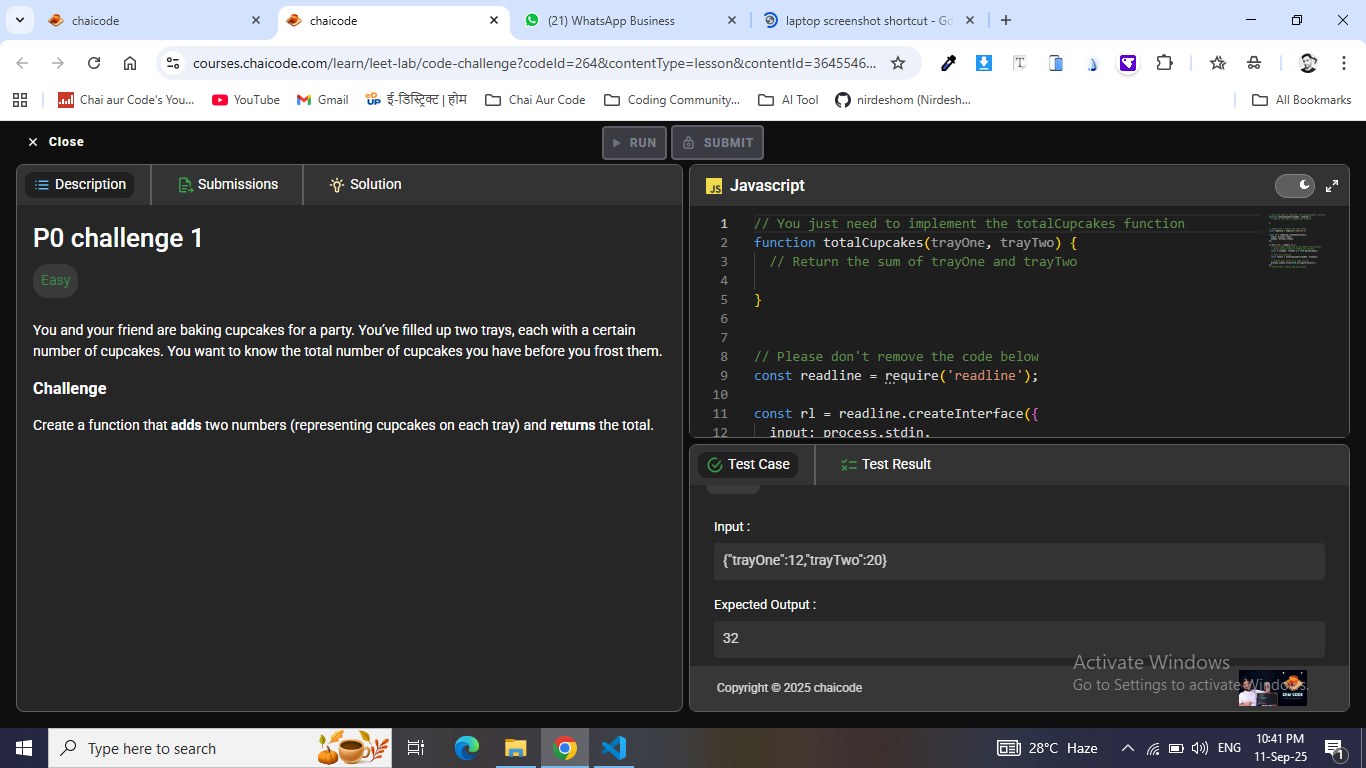 chaicode
chaicode
(21) WhatsApp Business
laptop screenshot shortcut - Go
courses.chaicode.com/learn/leet-lab/code-challenge?codeId=264&contentType=lesson&contentId=3645546...
Chai aur Code's You...
YouTube
Gmail
ई-डिस्ट्रिक्ट | होम
Chai Aur Code
Coding Community...
AI Tool
nirdeshom (Nirdesh...
All Bookmarks
Close
RUN
SUBMIT
Description
Submissions
Solution
P0 challenge 1
Easy
You and your friend are baking cupcakes for a party. You’ve filled up two trays, each with a certain
number of cupcakes. You want to know the total number of cupcakes you have before you frost them.
Challenge
Create a function that adds two numbers (representing cupcakes on each tray) and returns the total.
JS Javascript
1 // You just need to implement the totalCupcakes function
2 function totalCupcakes(trayOne, trayTwo) {
3 // Return the sum of trayOne and trayTwo
4
5 }
6
7
8 // Please don't remove the code below
9 const readline = require('readline');
10
11 const rl = readline.createInterface({
12 input: process.stdin,
Test Case
Test Result
Input :
{"trayOne":12,"trayTwo":20}
Expected Output :
32
Copyright © 2025 chaicode
Activate Windows
Go to Settings to activate Windows.
CHAI CODE
Type here to search
28°C Haze
ENG
10:41 PM
11-Sep-25
1